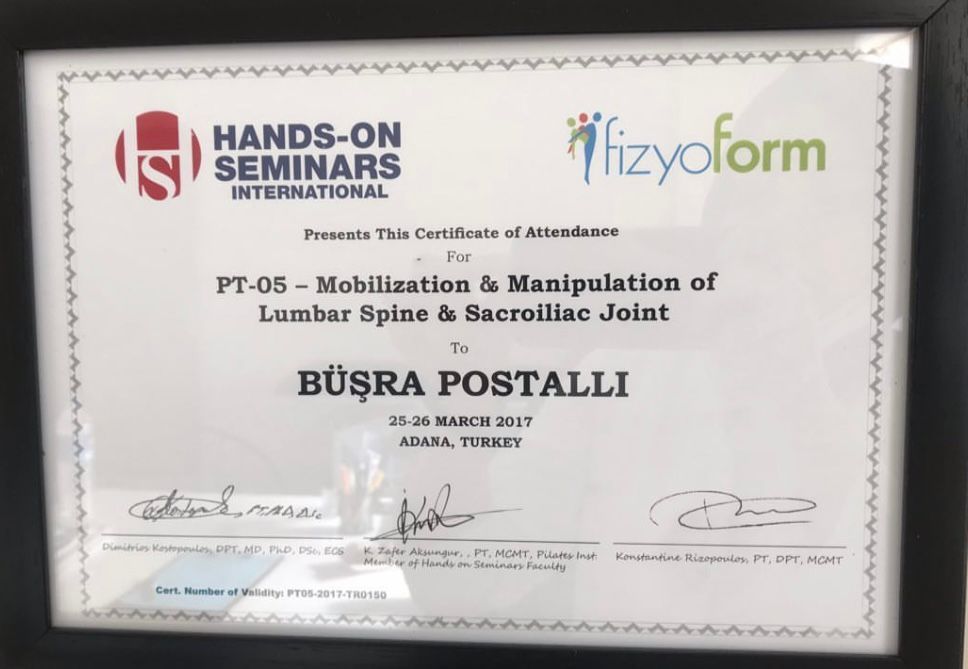 HANDS-ON
SEMINARS
INTERNATIONAL
fizyoform
Presents This Certificate of Attendance
For
PT-05 – Mobilization & Manipulation of
Lumbar Spine & Sacroiliac Joint
To
BÜŞRA POSTALLI
25-26 MARCH 2017
ADANA, TURKEY
Dimitrios Kostopoulos, DPT, MD, PhD, DSc, ECS
K. Zafer Aksungur, , PT, MCMT, Pilates Inst.
Member of Hands on Seminars Faculty
Konstantine Rizopoulos, PT, DPT, MCMT
Cert. Number of Validity: PT05-2017-TR0150